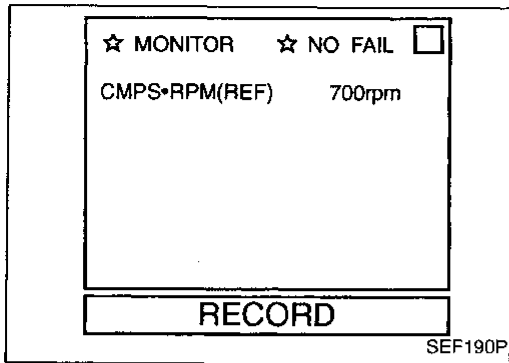 ☆ MONITOR ☆ NO FAIL
CMPS•RPM(REF) 700rpm
RECORD
SEF190P